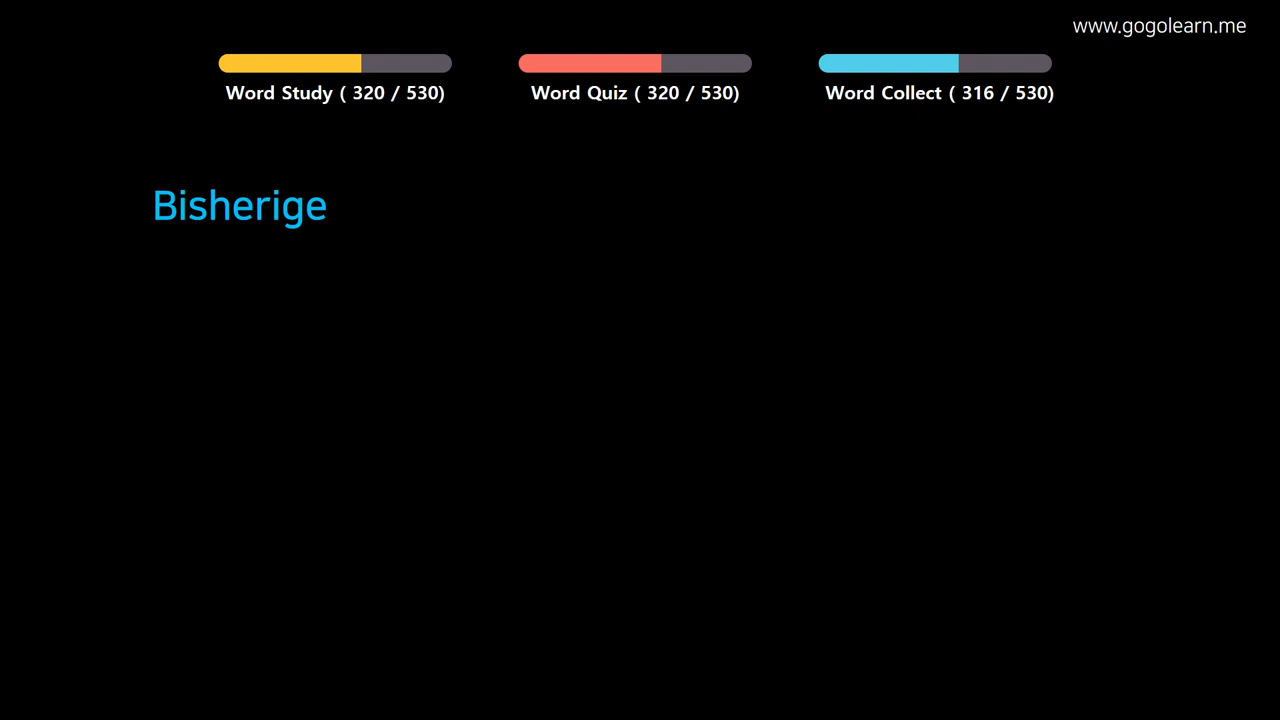 www.gogolearn.me
Word Study ( 320 / 530)
Word Quiz ( 320 / 530)
Word Collect ( 316 / 530)
Bisherige